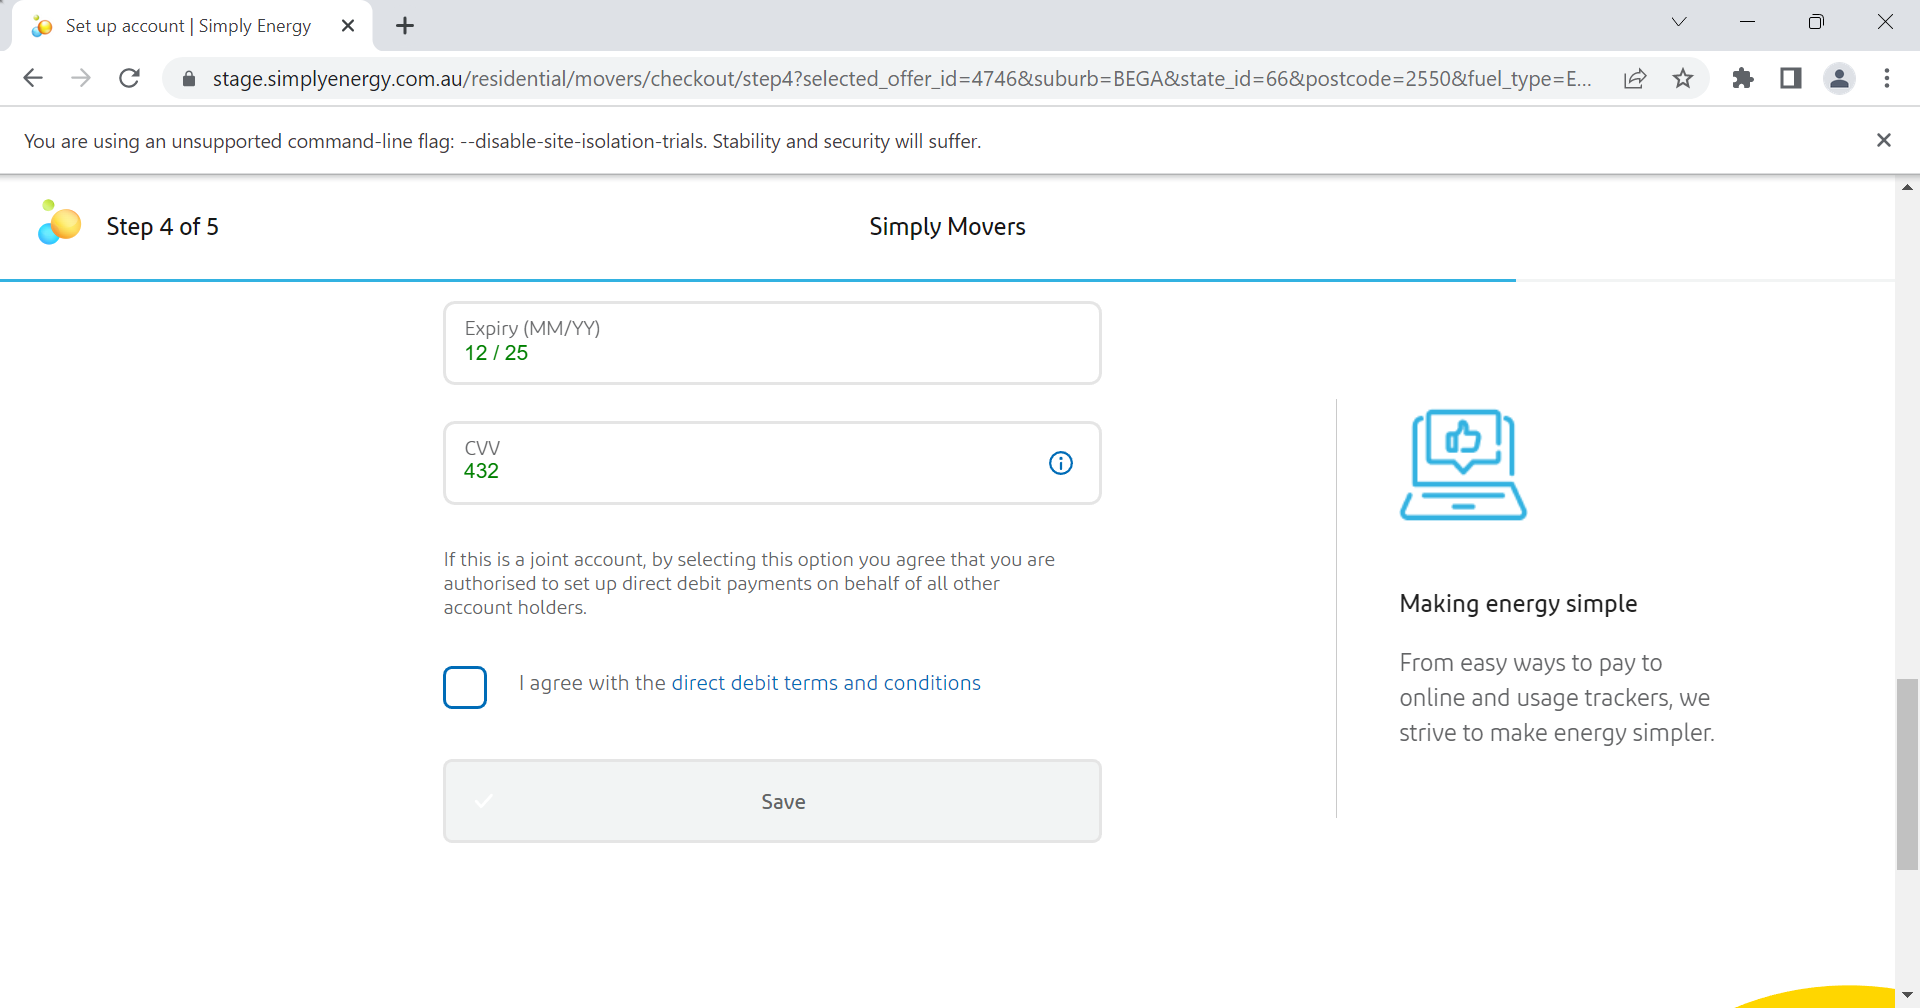 Set up account | Simply Energy
stage.simplyenergy.com.au/residential/movers/checkout/step4?selected_offer_id=4746&suburb=BEGA&state_id=66&postcode=2550&fuel_type=E...
You are using an unsupported command-line flag: --disable-site-isolation-trials. Stability and security will suffer.
Step 4 of 5
Simply Movers
Expiry (MM/YY)
12 / 25
CVV
432
If this is a joint account, by selecting this option you agree that you are
authorised to set up direct debit payments on behalf of all other
account holders.
I agree with the direct debit terms and conditions
Save
Making energy simple
From easy ways to pay to
online and usage trackers, we
strive to make energy simpler.